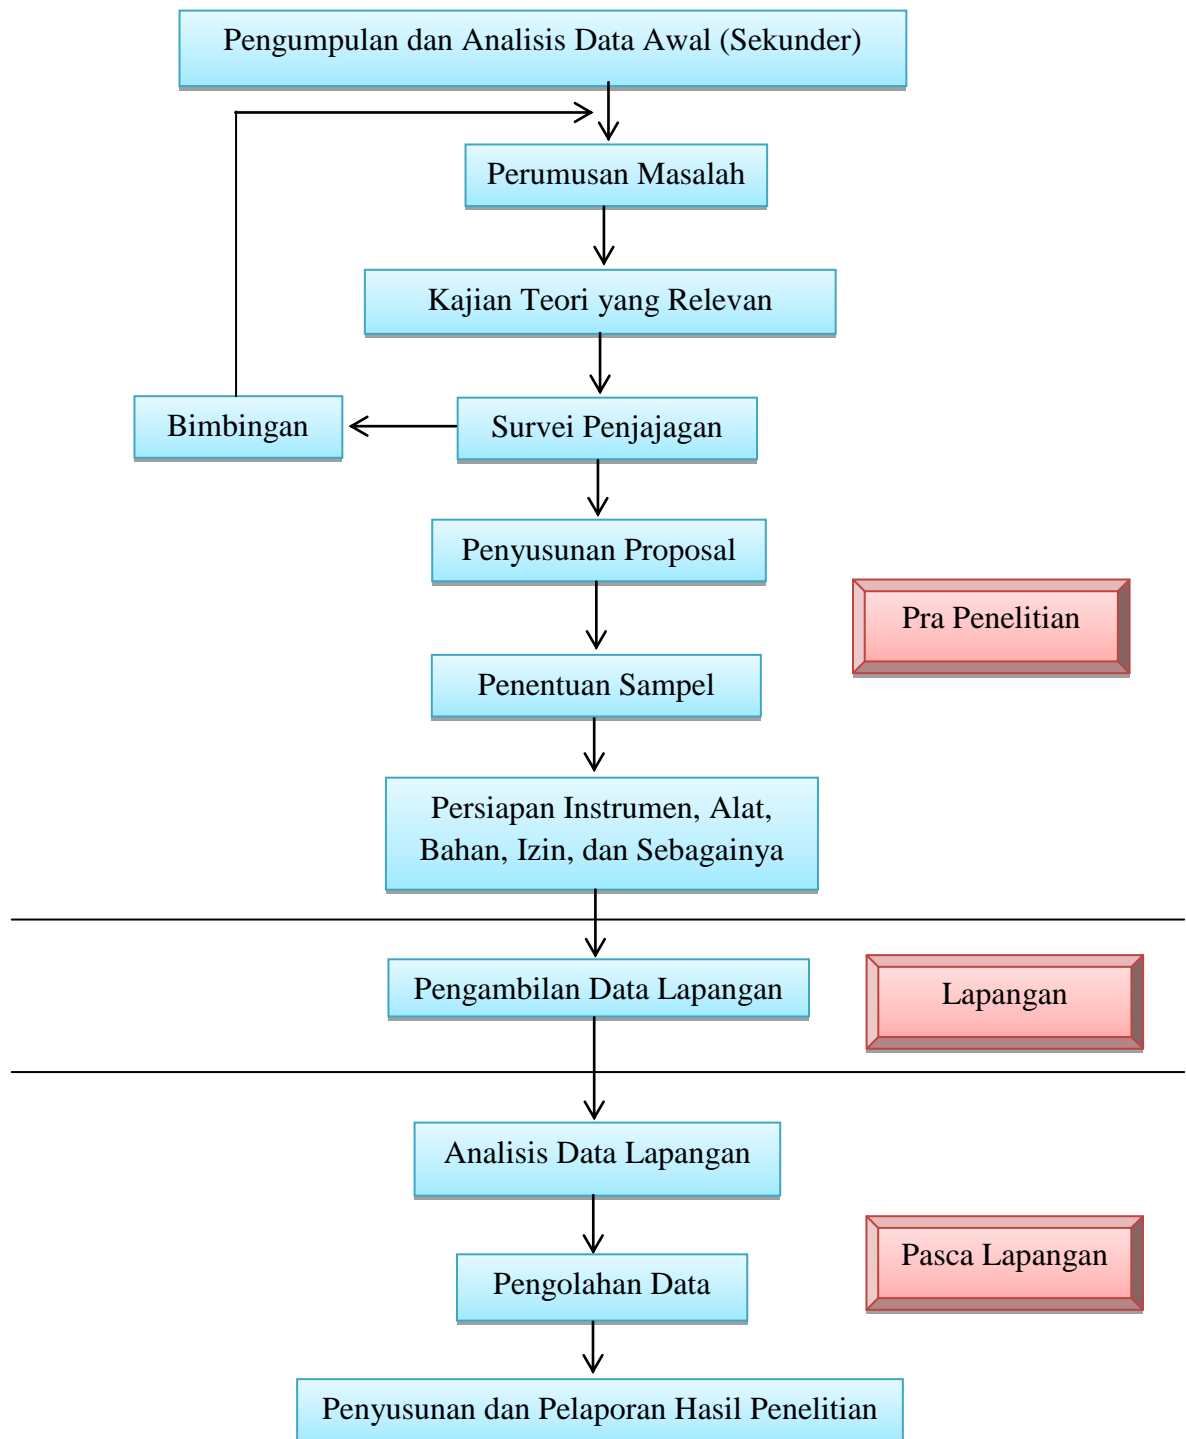 Pengumpulan dan Analisis Data Awal (Sekunder)
Perumusan Masalah
Kajian Teori yang Relevan
Bimbingan
Survei Penjajagan
Penyusunan Proposal
Pra Penelitian
Penentuan Sampel
Persiapan Instrumen, Alat,
Bahan, Izin, dan Sebagainya
Pengambilan Data Lapangan
Lapangan
Analisis Data Lapangan
Pasca Lapangan
Pengolahan Data
Penyusunan dan Pelaporan Hasil Penelitian